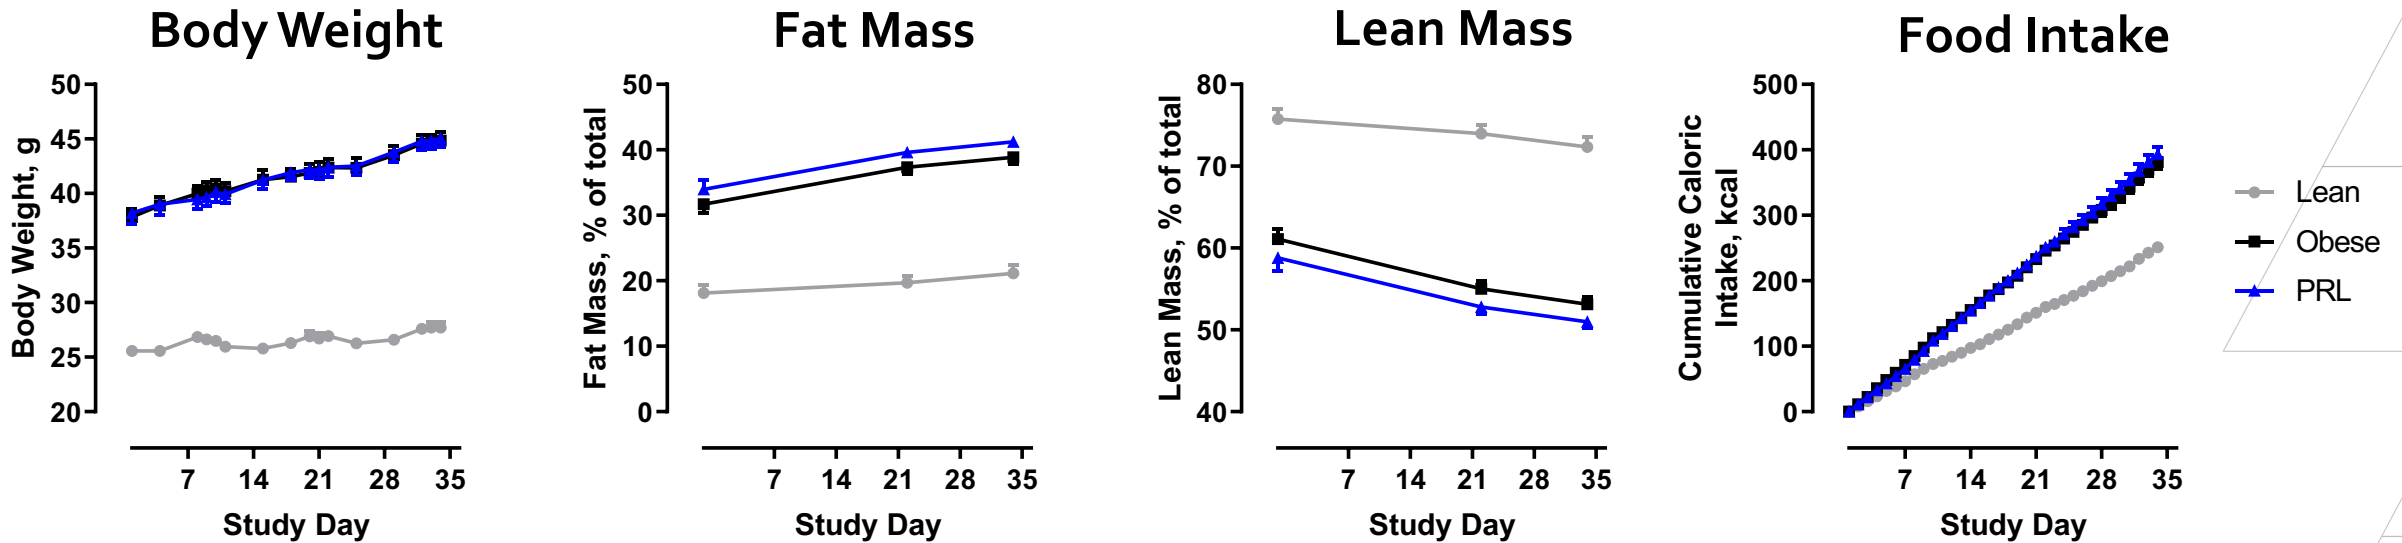 Body Weight
Fat Mass
Lean Mass
Food Intake
Body Weight, g
50
45
40
35
30
25
20
7 14 21 28 35
Study Day
Fat Mass, % of total
50
40
30
20
10
0
7 14 21 28 35
Study Day
Lean Mass, % of total
80
70
60
50
40
7 14 21 28 35
Study Day
Cumulative Caloric
Intake, kcal
500
400
300
200
100
0
7 14 21 28 35
Study Day
Lean
Obese
PRL